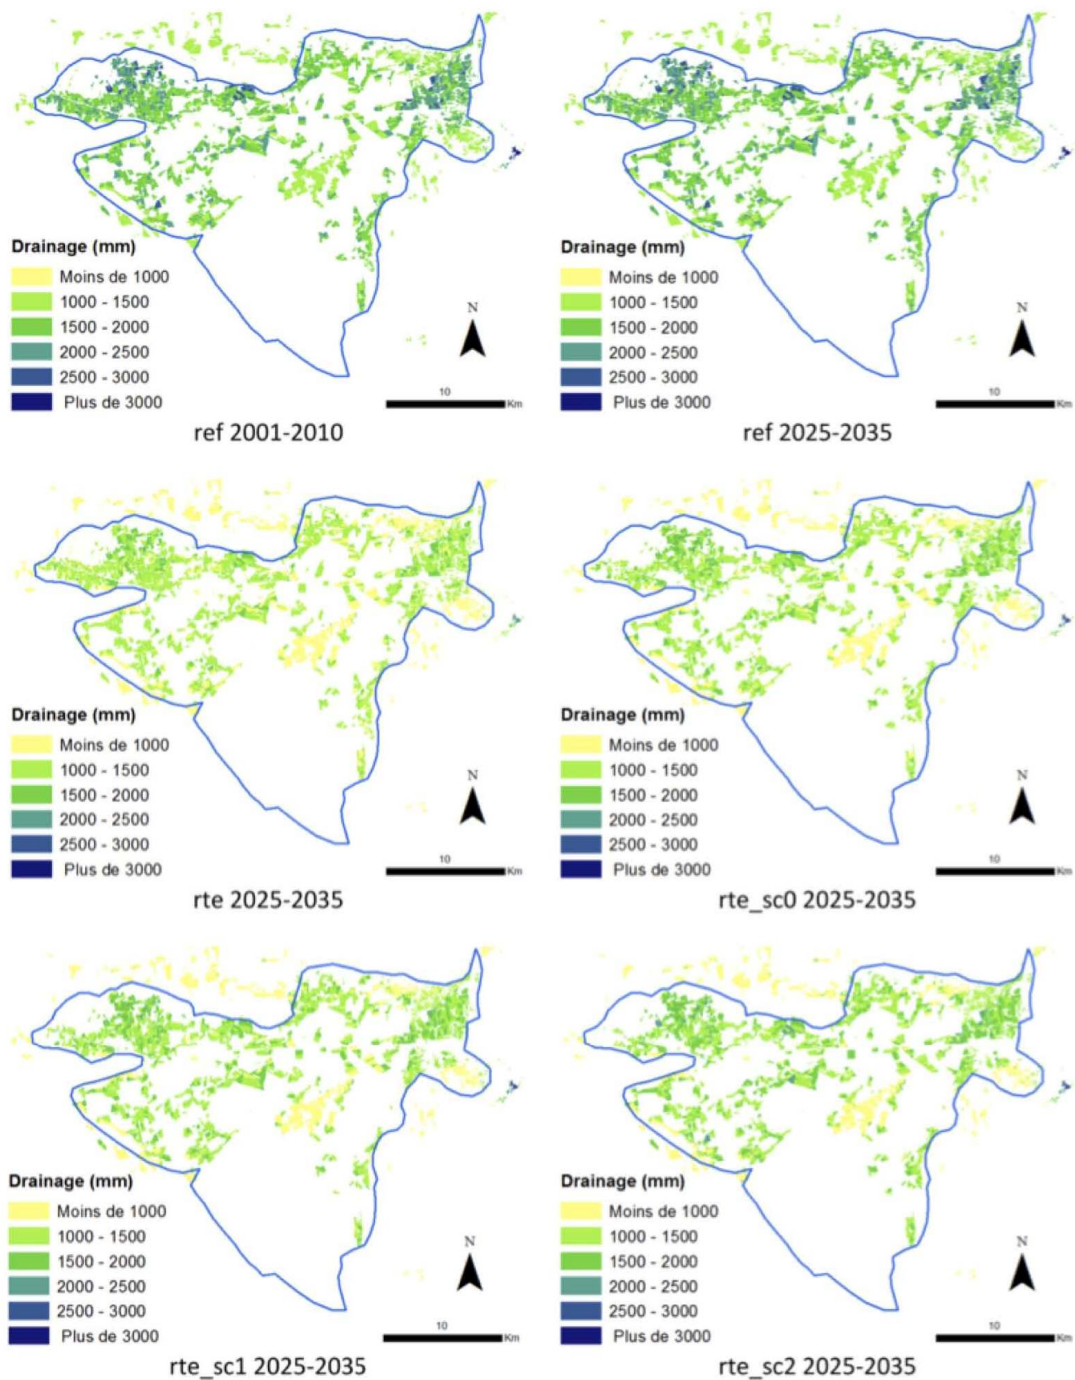 Drainage (mm)
Moins de 1000
1000 - 1500
1500 - 2000
2000 - 2500
2500 - 3000
Plus de 3000
N
10
Km
ref 2001-2010
Drainage (mm)
Moins de 1000
1000 - 1500
1500 - 2000
2000 - 2500
2500 - 3000
Plus de 3000
N
10
Km
ref 2025-2035
Drainage (mm)
Moins de 1000
1000 - 1500
1500 - 2000
2000 - 2500
2500 - 3000
Plus de 3000
N
10
Km
rte 2025-2035
Drainage (mm)
Moins de 1000
1000 - 1500
1500 - 2000
2000 - 2500
2500 - 3000
Plus de 3000
N
10
Km
rte_sc0 2025-2035
Drainage (mm)
Moins de 1000
1000 - 1500
1500 - 2000
2000 - 2500
2500 - 3000
Plus de 3000
N
10
Km
rte_sc1 2025-2035
Drainage (mm)
Moins de 1000
1000 - 1500
1500 - 2000
2000 - 2500
2500 - 3000
Plus de 3000
N
10
Km
rte_sc2 2025-2035